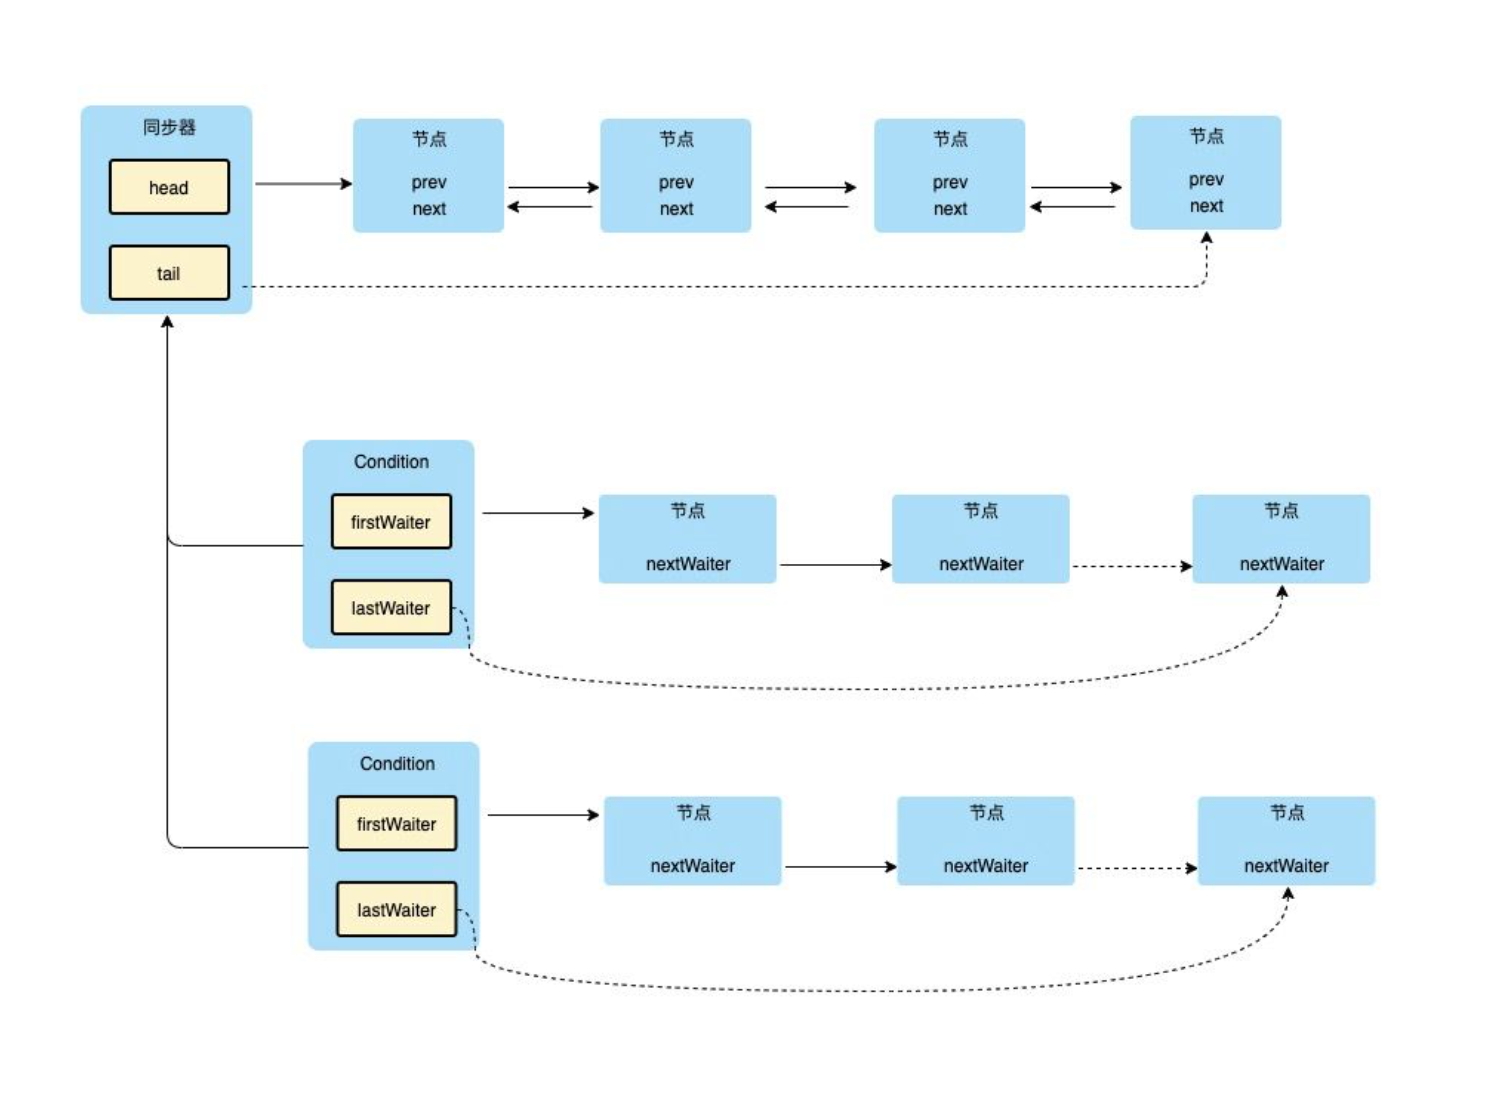 同步器
head
tail
节点
prev
next
节点
prev
next
节点
prev
next
节点
prev
next
Condition
firstWaiter
lastWaiter
节点
nextWaiter
节点
nextWaiter
节点
nextWaiter
Condition
firstWaiter
lastWaiter
节点
nextWaiter
节点
nextWaiter
节点
nextWaiter